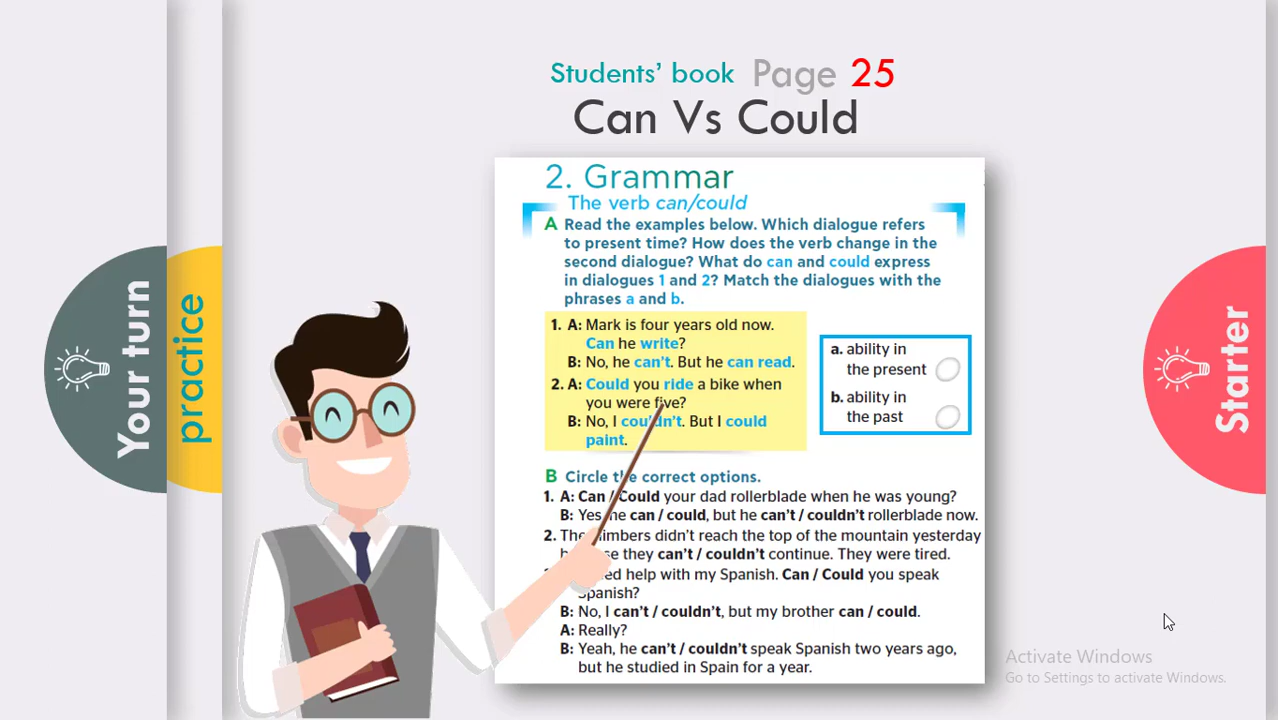 Students' book Page 25
Can Vs Could
2. Grammar
The verb can/could
A Read the examples below. Which dialogue refers
to present time? How does the verb change in the
second dialogue? What do can and could express
in dialogues 1 and 2? Match the dialogues with the
phrases a and b.
1. A: Mark is four years old now.
Can he write?
B: No, he can't. But he can read.
2. A: Could you ride a bike when
you were five?
B: No, I couldn't. But I could
paint.
a. ability in
the present
b. ability in
the past
B Circle the correct options.
1. A: Can / Could your dad rollerblade when he was young?
B: Yes, he can / could, but he can't / couldn't rollerblade now.
2. The climbers didn't reach the top of the mountain yesterday
because they can't / couldn't continue. They were tired.
help with my Spanish. Can / Could you speak
Spanish?
B: No, I can't / couldn't, but my brother can / could.
A: Really?
B: Yeah, he can't / couldn't speak Spanish two years ago,
but he studied in Spain for a year.
Your turn
practice
Starter
Activate Windows
Go to Settings to activate Windows.